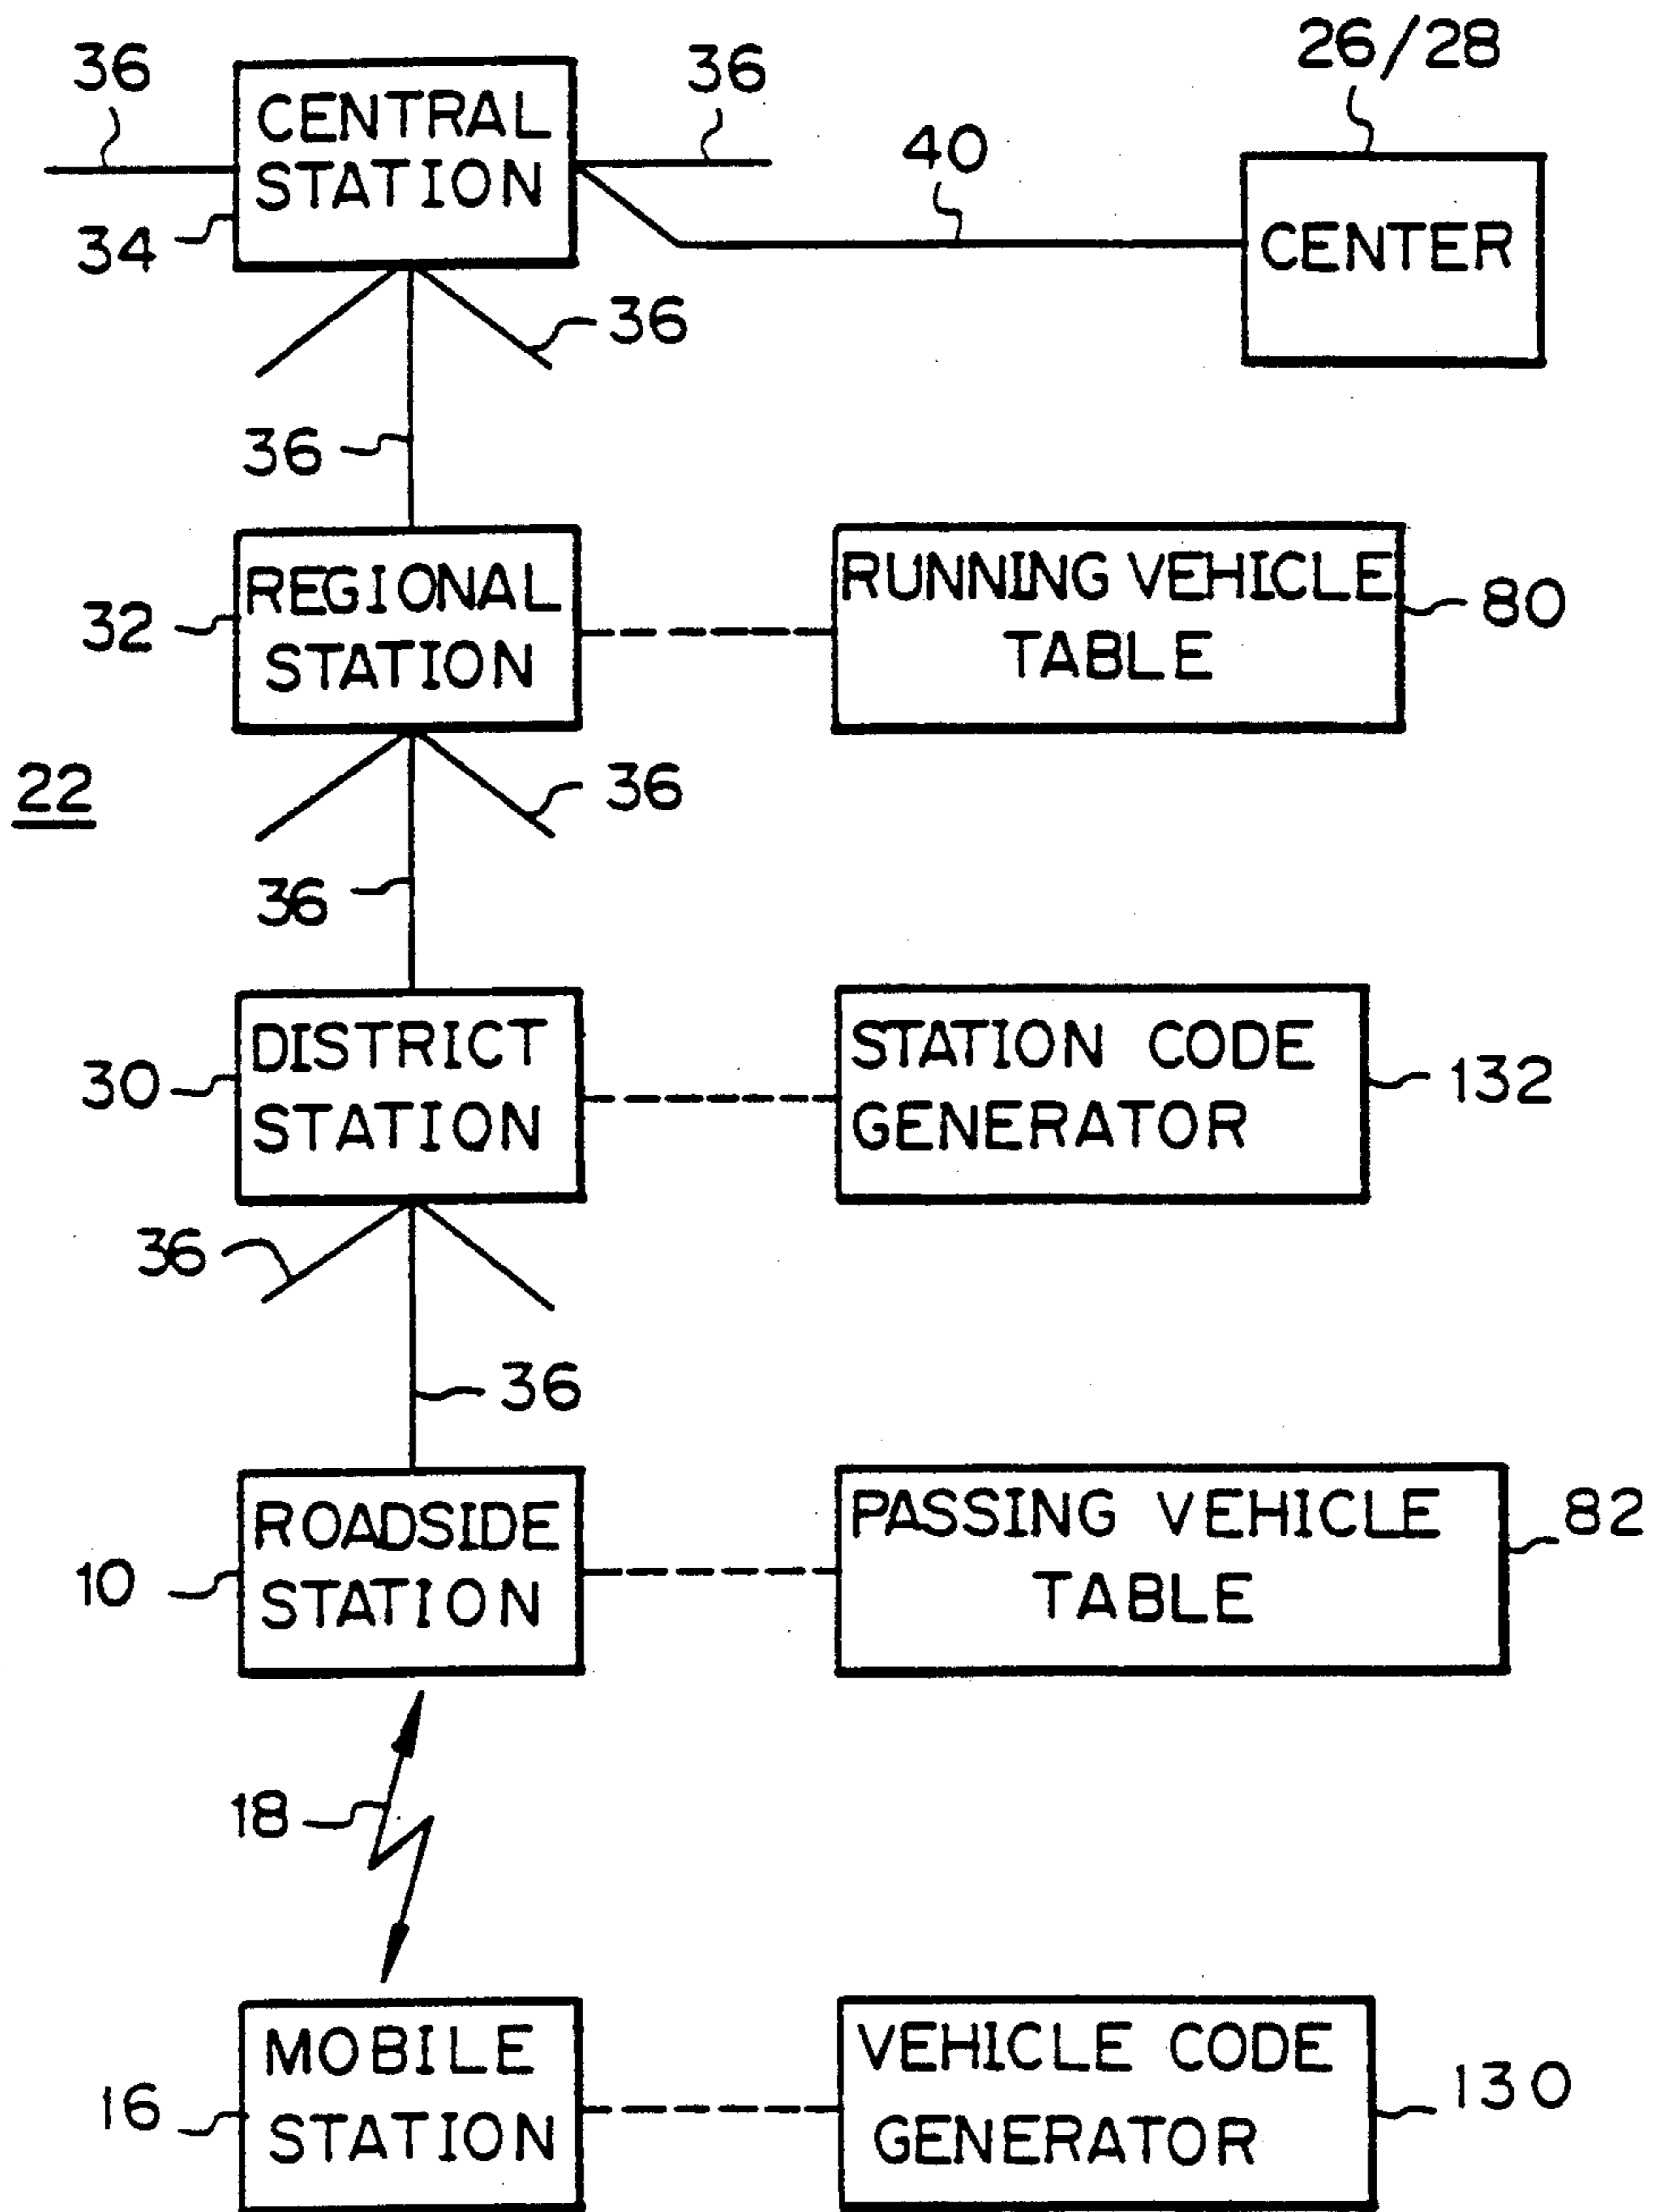 36
CENTRAL
STATION
36
26/28
40
34
CENTER
36
36
REGIONAL
STATION
32
RUNNING VEHICLE
TABLE
80
22
36
36
DISTRICT
STATION
30
STATION CODE
GENERATOR
132
36
36
ROADSIDE
STATION
10
PASSING VEHICLE
TABLE
82
18
MOBILE
STATION
16
VEHICLE CODE
GENERATOR
130